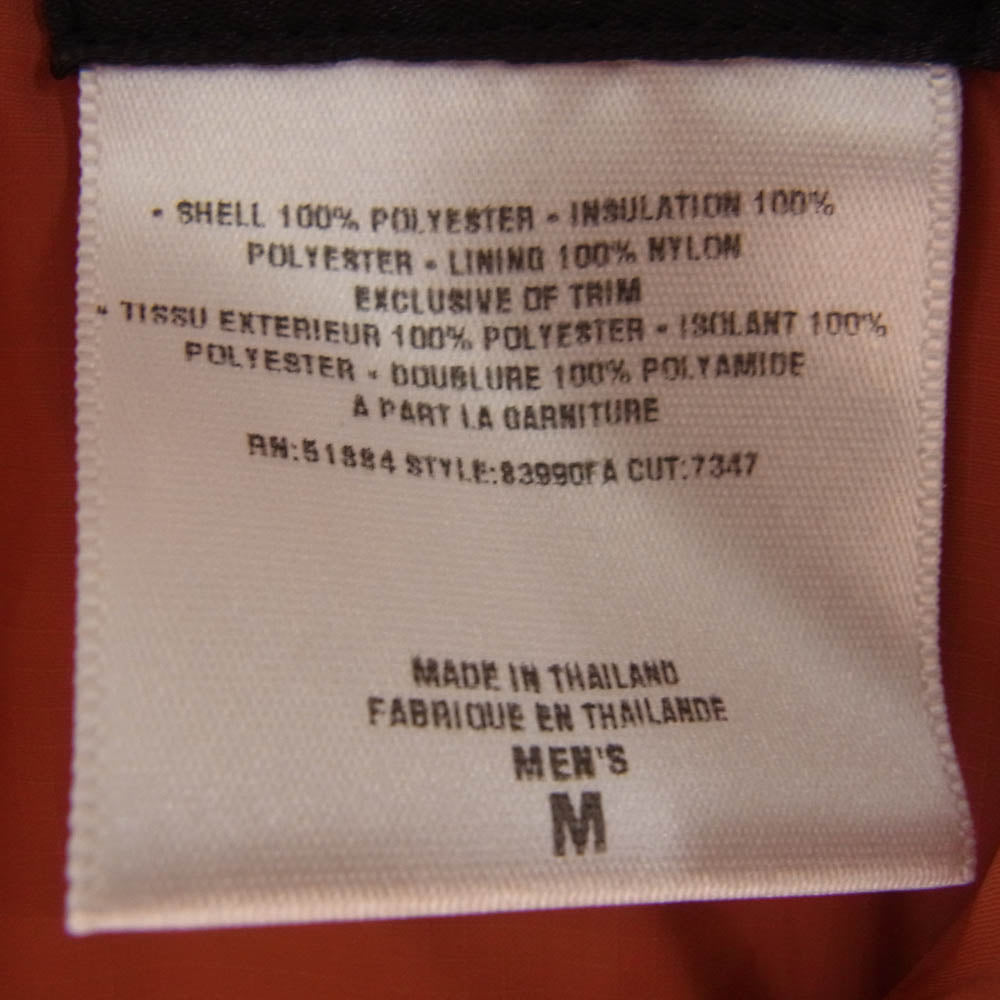 • SHELL 100% POLYESTER • INSULATION 100%
POLYESTER • LINING 100% NYLON
EXCLUSIVE OF TRIM
• TISSU EXTERIEUR 100% POLYESTER • ISOLANT 100%
POLYESTER • DOUBLURE 100% POLYAMIDE
A PART LA GARNITURE
RN:51884 STYLE:83990FA CUT:7347
MADE IN THAILAND
FABRIQUE EN THAILANDE
MEN'S
M